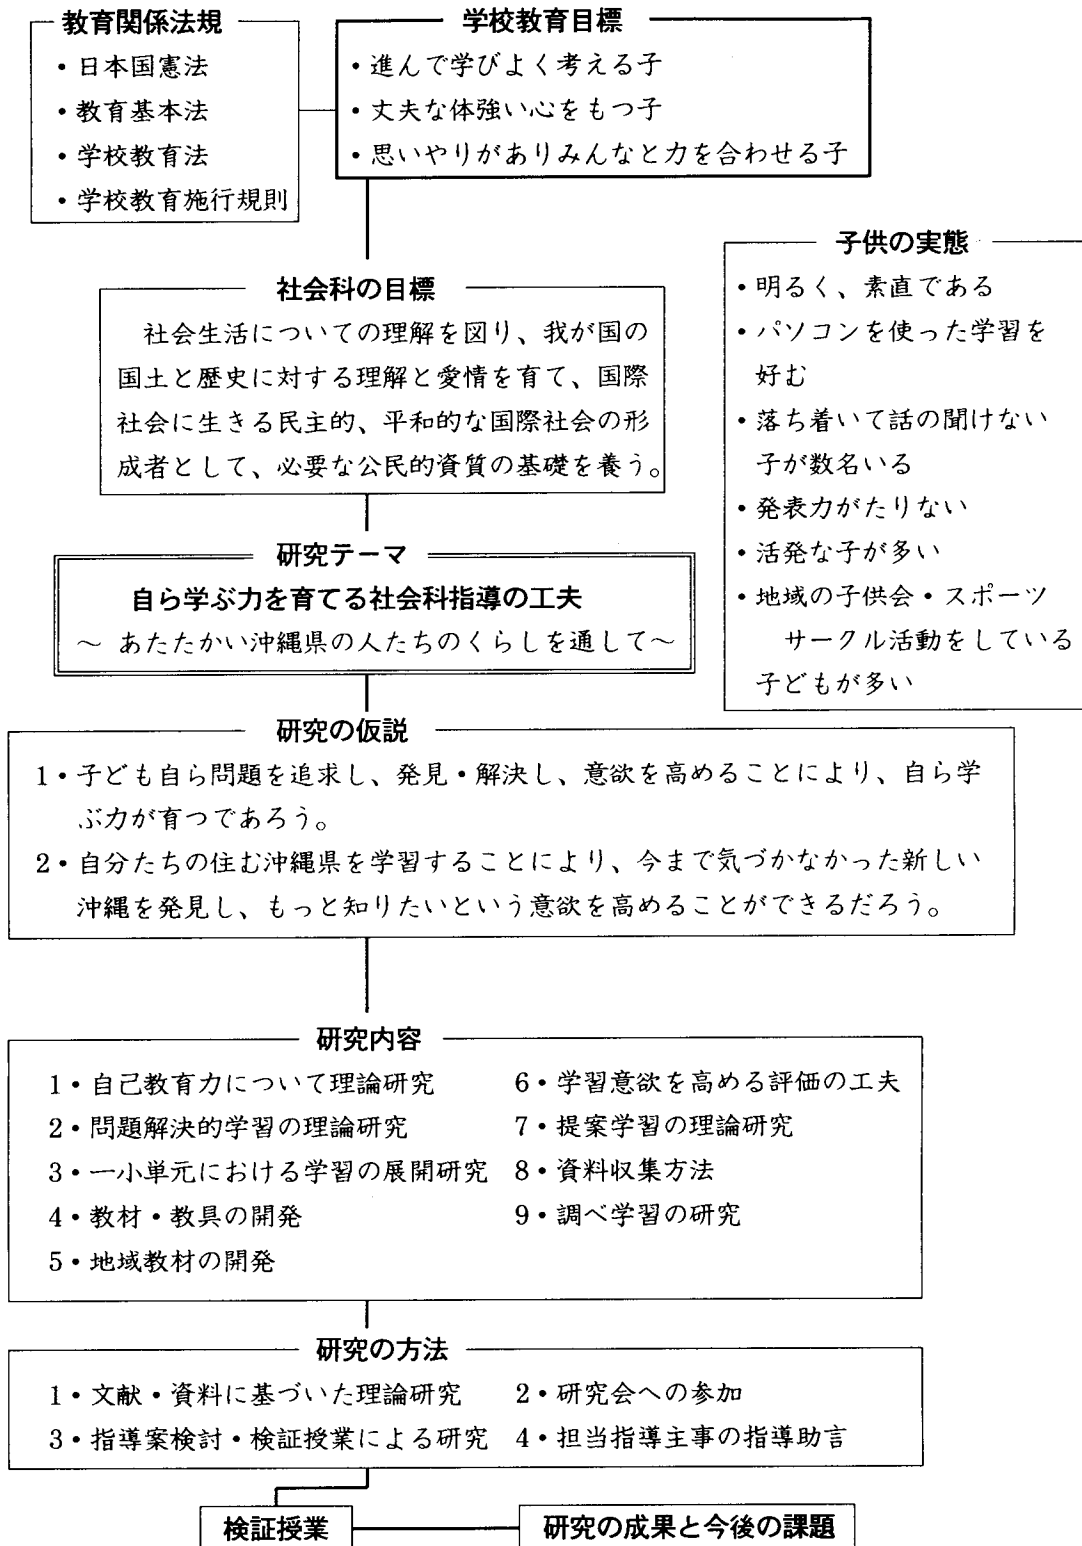 教育関係法規
・日本国憲法
・教育基本法
・学校教育法
・学校教育施行規則
学校教育目標
・進んで学びよく考える子
・丈夫な体強い心をもつ子
・思いやりがありみんなと力を合わせる子
子供の実態
・明るく、素直である
・パソコンを使った学習を
好む
・落ち着いて話の聞けない
子が数名いる
・発表力がたりない
・活発な子が多い
・地域の子供会・スポーツ
サークル活動をしている
子どもが多い
社会科の目標
社会生活についての理解を図り、我が国の
国土と歴史に対する理解と愛情を育て、国際
社会に生きる民主的、平和的な国際社会の形
成者として、必要な公民的資質の基礎を養う。
研究テーマ
自ら学ぶ力を育てる社会科指導の工夫
～ あたたかい沖縄県の人たちのくらしを通して～
研究の仮説
1・子ども自ら問題を追求し、発見・解決し、意欲を高めることにより、自ら学
ぶ力が育つであろう。
2・自分たちの住む沖縄県を学習することにより、今まで気づかなかった新しい
沖縄を発見し、もっと知りたいという意欲を高めることができるだろう。
研究内容
1・自己教育力について理論研究
2・問題解決的学習の理論研究
3・一小単元における学習の展開研究
4・教材・教具の開発
5・地域教材の開発
6・学習意欲を高める評価の工夫
7・提案学習の理論研究
8・資料収集方法
9・調べ学習の研究
研究の方法
1・文献・資料に基づいた理論研究
2・研究会への参加
3・指導案検討・検証授業による研究
4・担当指導主事の指導助言
検証授業
研究の成果と今後の課題